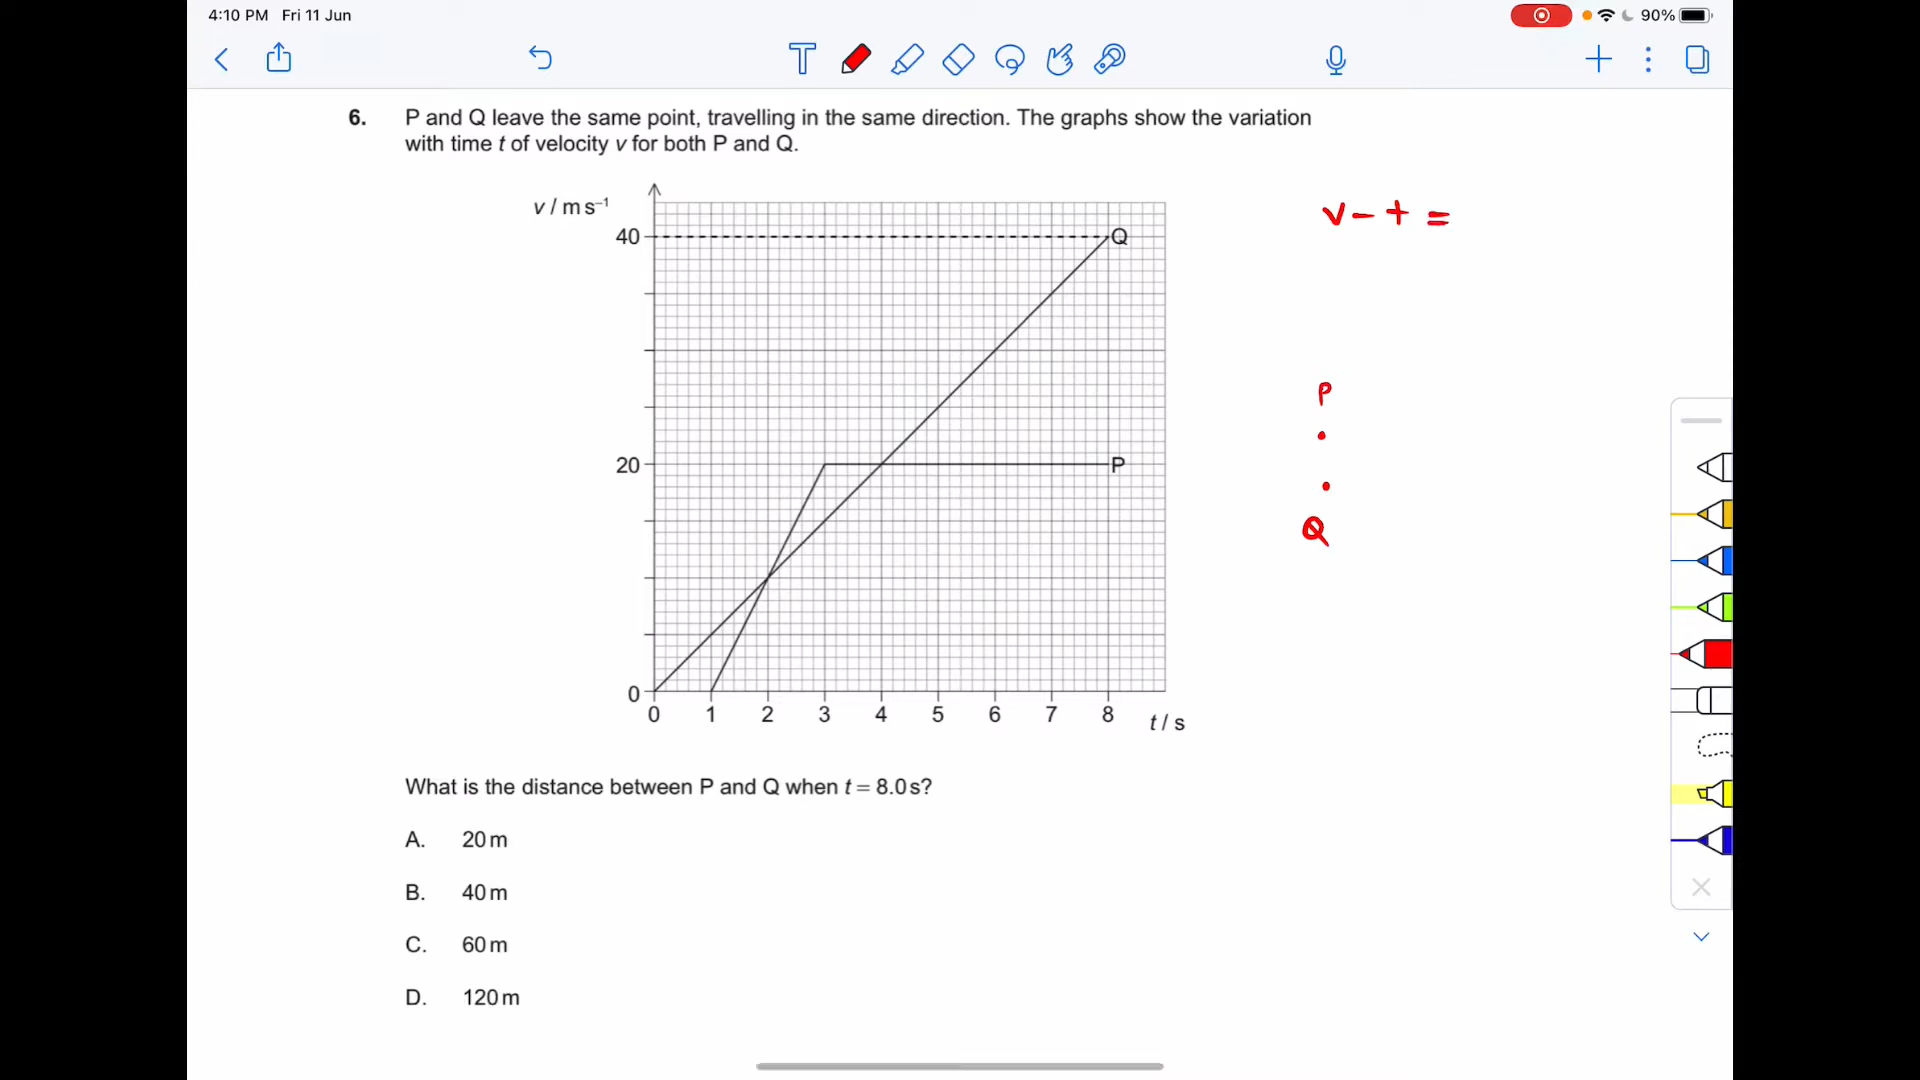 4:10 PM Fri 11 Jun 90%
6. P and Q leave the same point, travelling in the same direction. The graphs show the variation
with time t of velocity v for both P and Q.
v / m s⁻¹
v – t =
40 Q
P
20 P
Q
0
0 1 2 3 4 5 6 7 8 t / s
What is the distance between P and Q when t = 8.0 s?
A. 20 m
B. 40 m
C. 60 m
D. 120 m